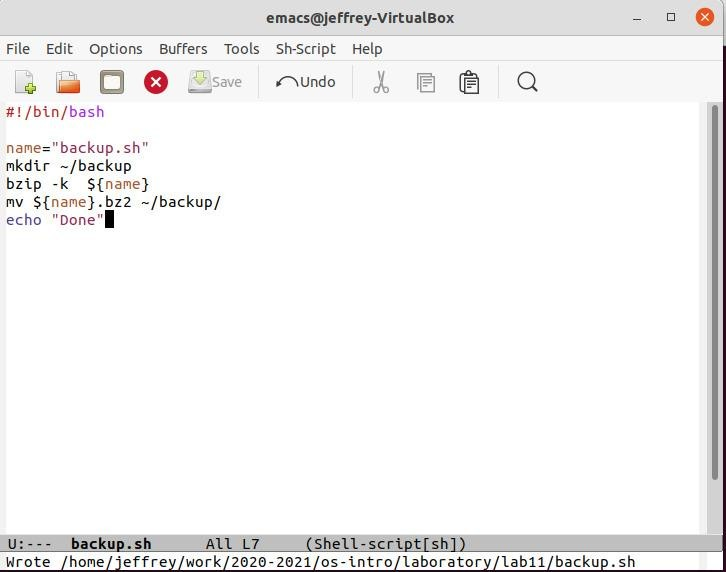 emacs@jeffrey-VirtualBox
File Edit Options Buffers Tools Sh-Script Help
Save Undo
#!/bin/bash
name="backup.sh"
mkdir ~/backup
bzip -k  ${name}
mv ${name}.bz2 ~/backup/
echo "Done"
U:---  backup.sh      All L7     (Shell-script[sh])
Wrote /home/jeffrey/work/2020-2021/os-intro/laboratory/lab11/backup.sh